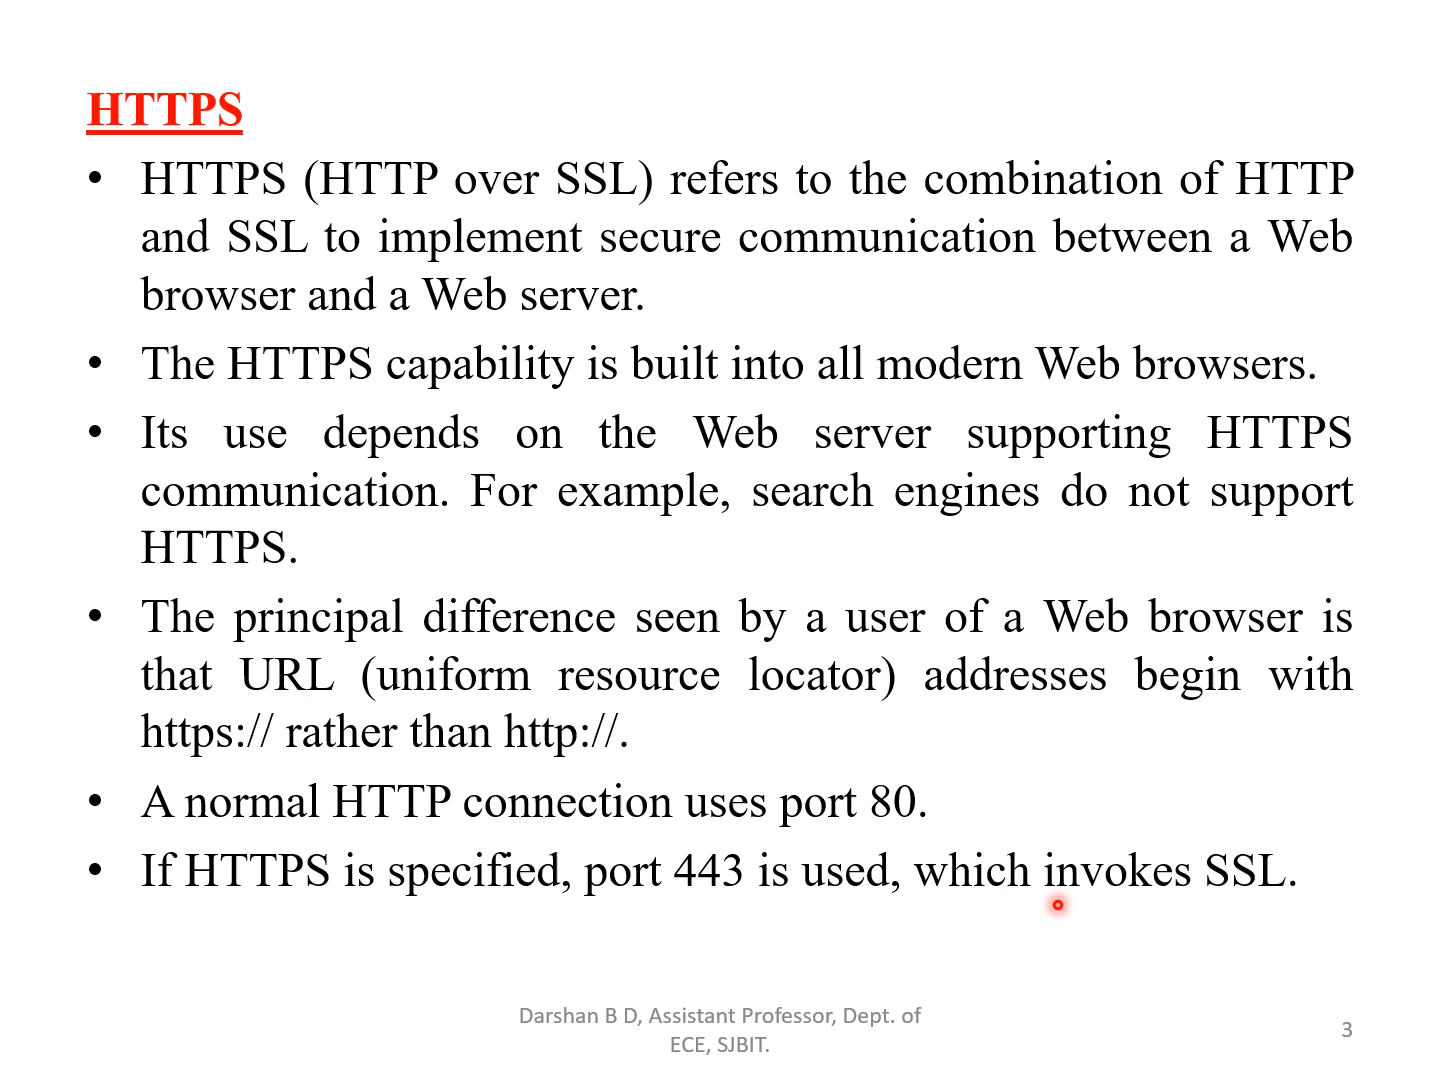 HTTPS
• HTTPS (HTTP over SSL) refers to the combination of HTTP
and SSL to implement secure communication between a Web
browser and a Web server.
• The HTTPS capability is built into all modern Web browsers.
• Its use depends on the Web server supporting HTTPS
communication. For example, search engines do not support
HTTPS.
• The principal difference seen by a user of a Web browser is
that URL (uniform resource locator) addresses begin with
https:// rather than http://.
• A normal HTTP connection uses port 80.
• If HTTPS is specified, port 443 is used, which invokes SSL.
Darshan B D, Assistant Professor, Dept. of
ECE, SJBIT.
3